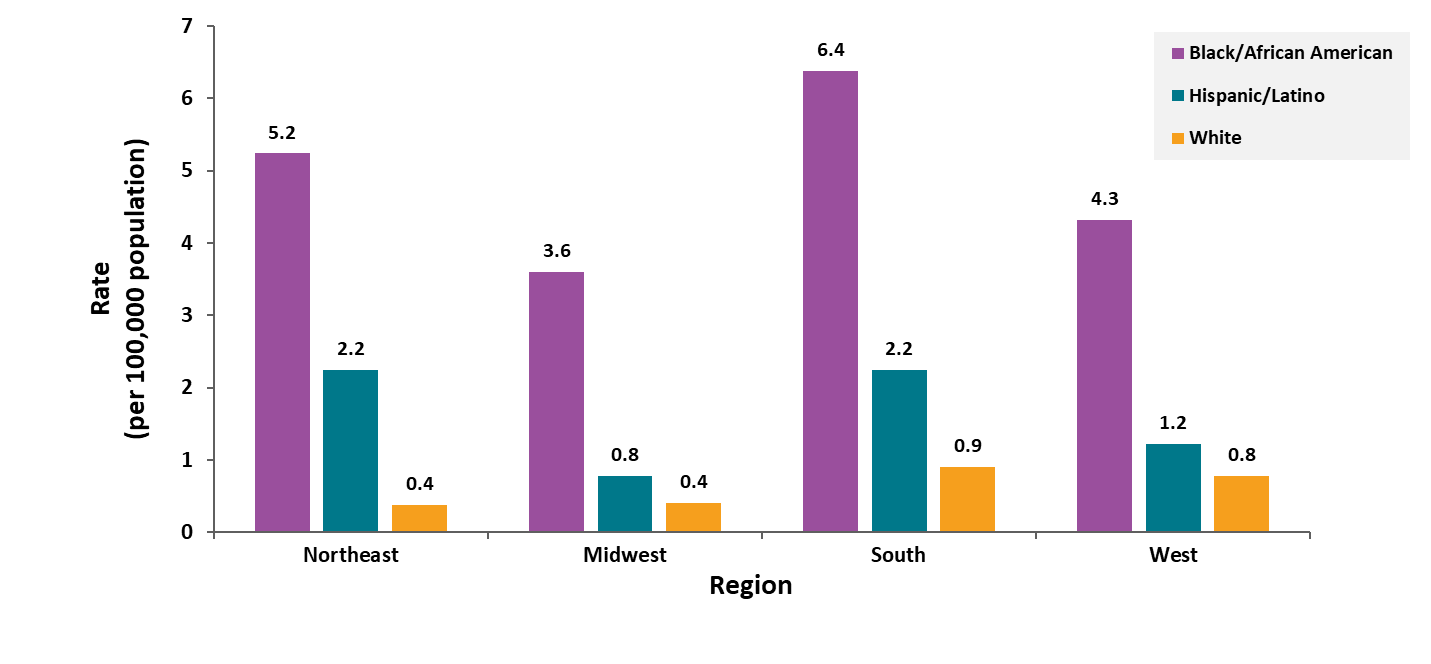 Rate
(per 100,000 population)
7
6
5
4
3
2
1
0
5.2
2.2
0.4
3.6
0.8
0.4
6.4
2.2
0.9
4.3
1.2
0.8
Northeast
Midwest
South
West
Region
Black/African American
Hispanic/Latino
White